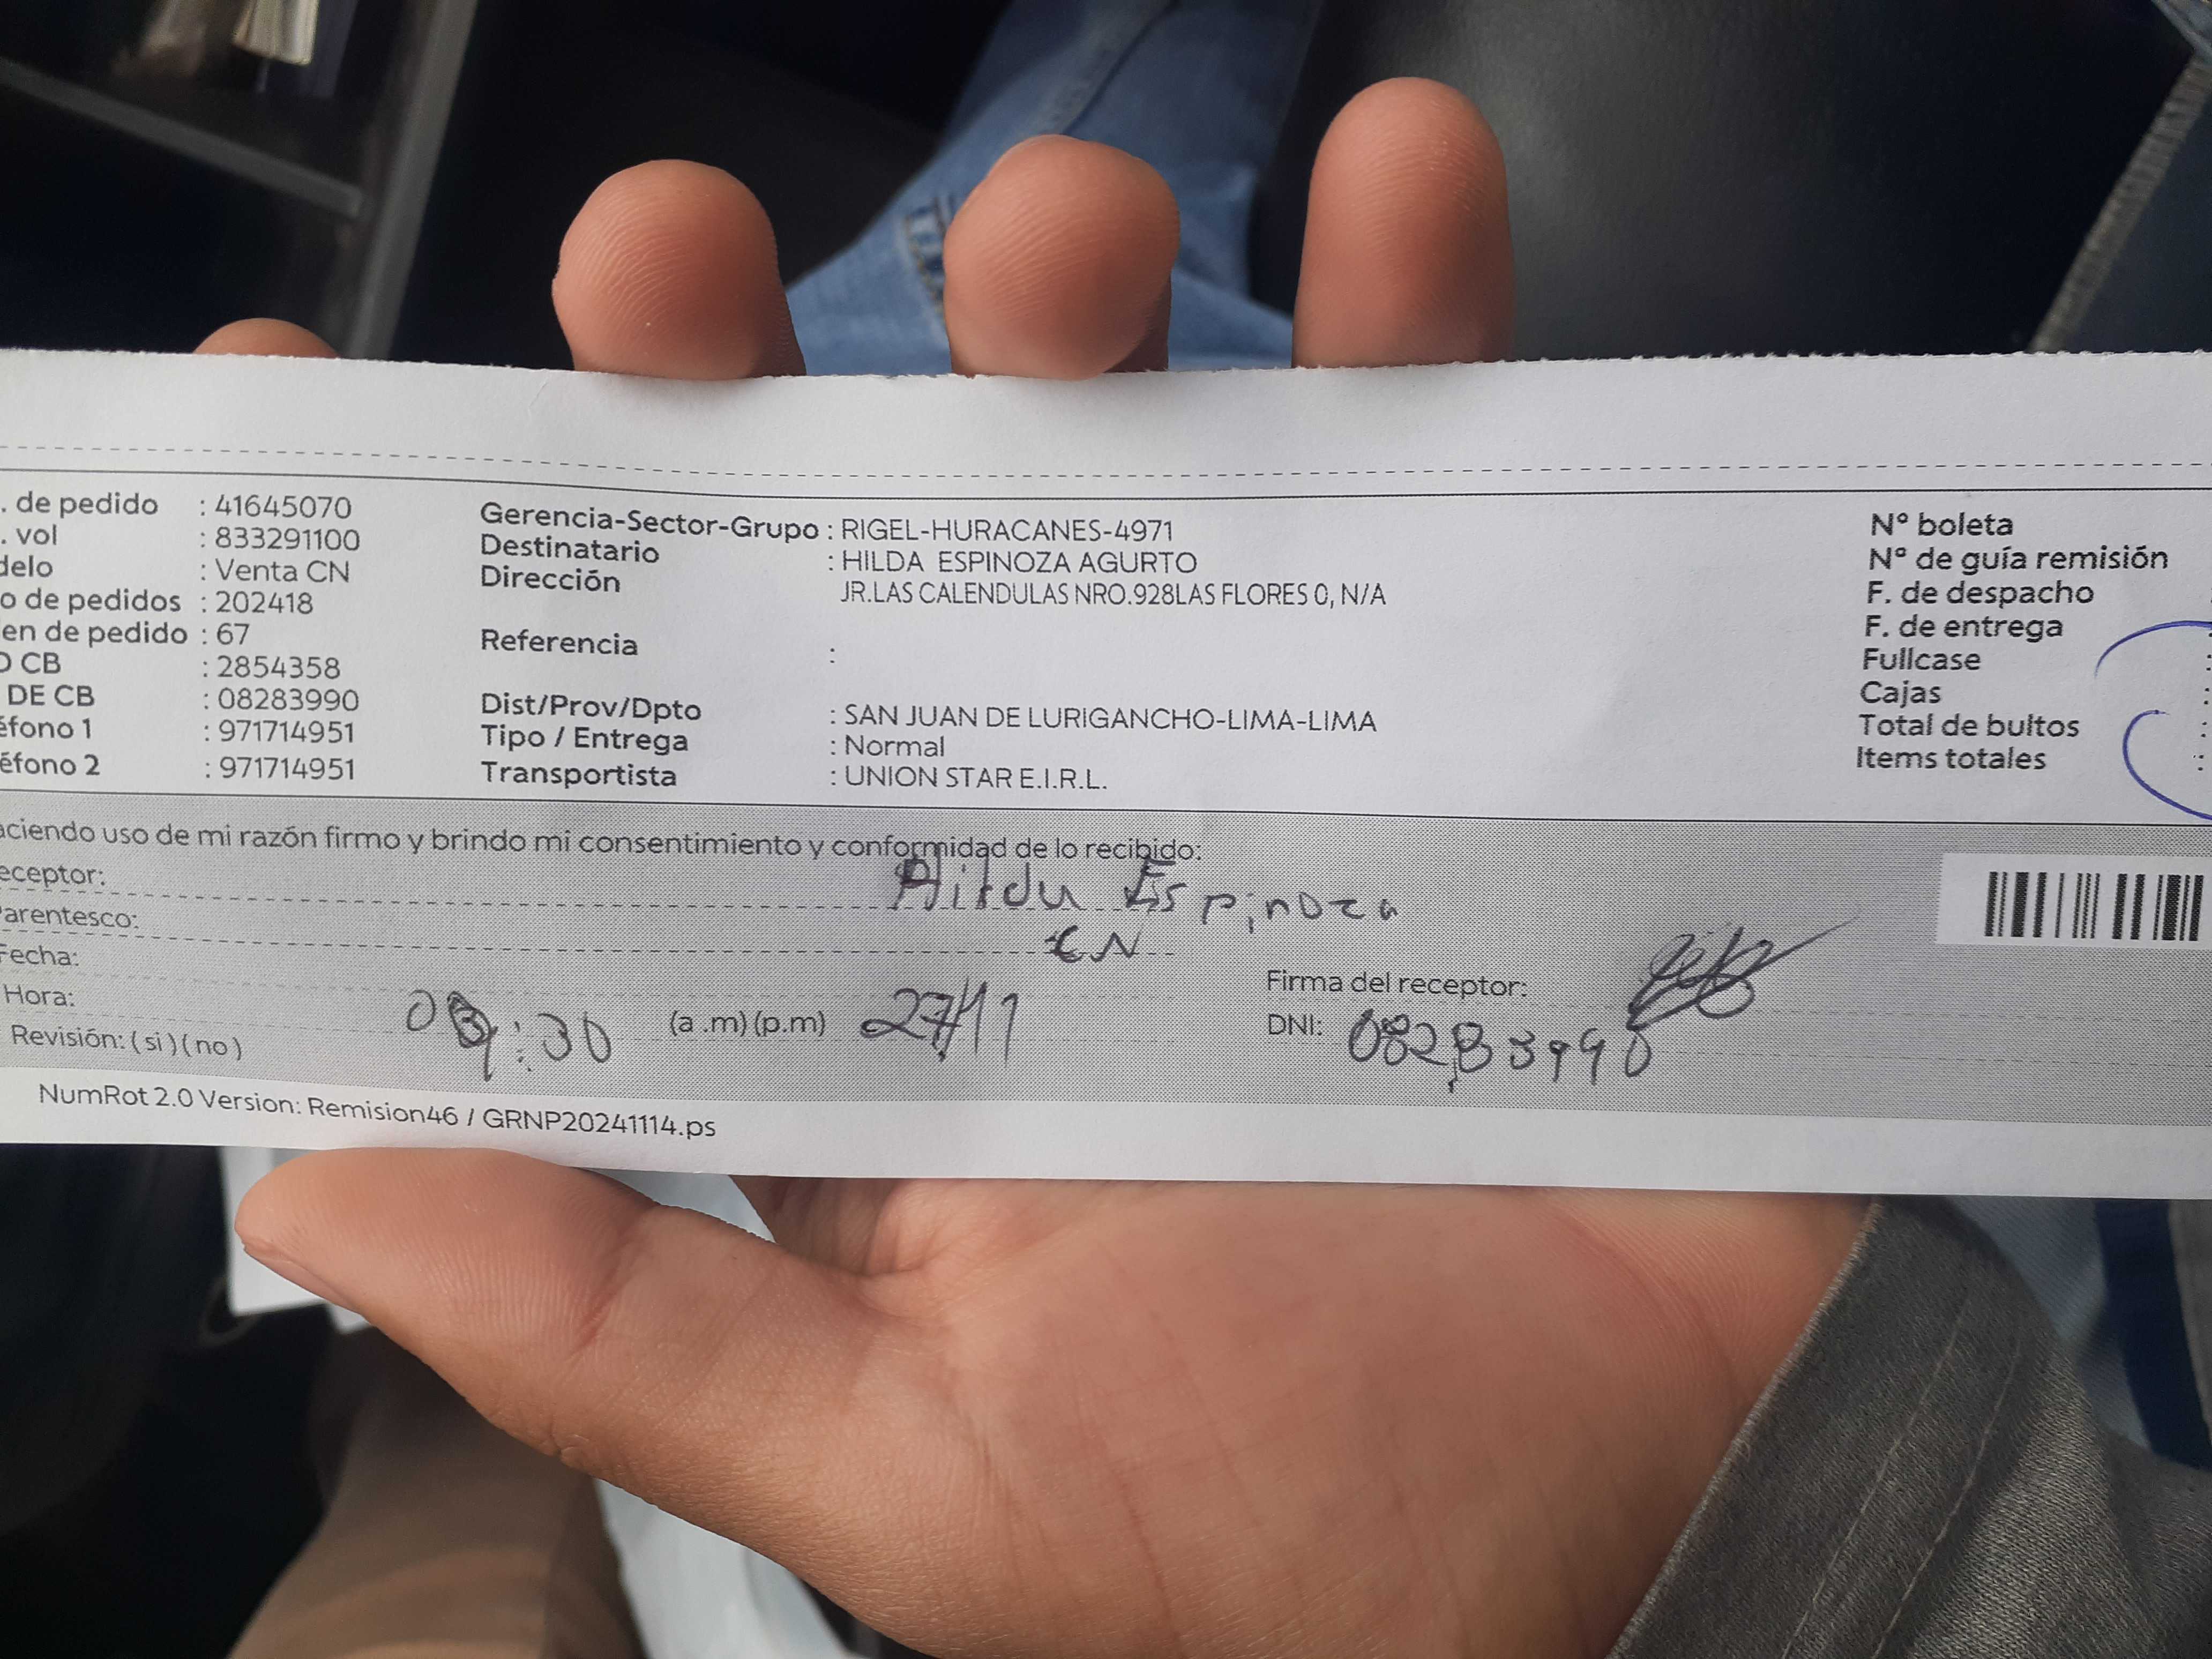 . de pedido : 41645070
. vol : 833291100
delo : Venta CN
o de pedidos : 202418
en de pedido : 67
O CB : 2854358
DE CB : 08283990
éfono 1 : 971714951
éfono 2 : 971714951
Gerencia-Sector-Grupo : RIGEL-HURACANES-4971
Destinatario : HILDA ESPINOZA AGURTO
Dirección JR.LAS CALENDULAS NRO.928LAS FLORES 0, N/A
Referencia :
Dist/Prov/Dpto : SAN JUAN DE LURIGANCHO-LIMA-LIMA
Tipo / Entrega : Normal
Transportista : UNION STAR E.I.R.L.
N° boleta
N° de guía remisión
F. de despacho :
F. de entrega :
Fullcase :
Cajas :
Total de bultos :
Items totales :
aciendo uso de mi razón firmo y brindo mi consentimiento y conformidad de lo recibido:
eceptor: Hilda Espinoza
arentesco: CN
Fecha:
Hora: 09:30 (a .m) (p.m) 27/11
Revisión: ( si ) ( no )
Firma del receptor:
DNI: 08283990
NumRot 2.0 Version: Remision46 / GRNP20241114.ps